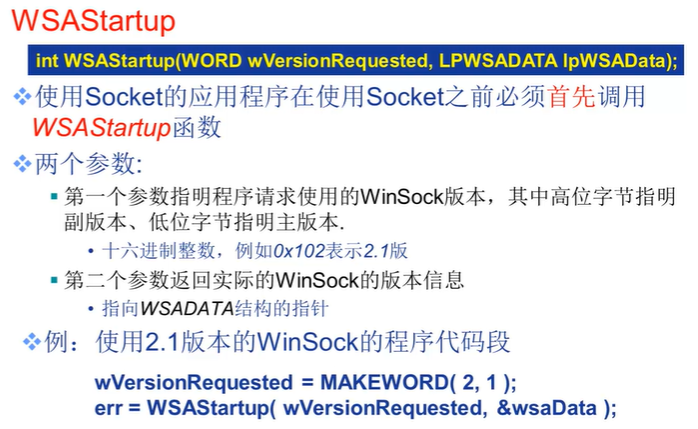 WSAStartup
int WSAStartup(WORD wVersionRequested, LPWSADATA lpWSAData);
❖使用Socket的应用程序在使用Socket之前必须首先调用
WSAStartup函数
❖两个参数:
▪ 第一个参数指明程序请求使用的WinSock版本，其中高位字节指明
副版本、低位字节指明主版本.
• 十六进制整数，例如0x102表示2.1版
▪ 第二个参数返回实际的WinSock的版本信息
• 指向WSADATA结构的指针
❖例：使用2.1版本的WinSock的程序代码段
wVersionRequested = MAKEWORD( 2, 1 );
err = WSAStartup( wVersionRequested, &wsaData );